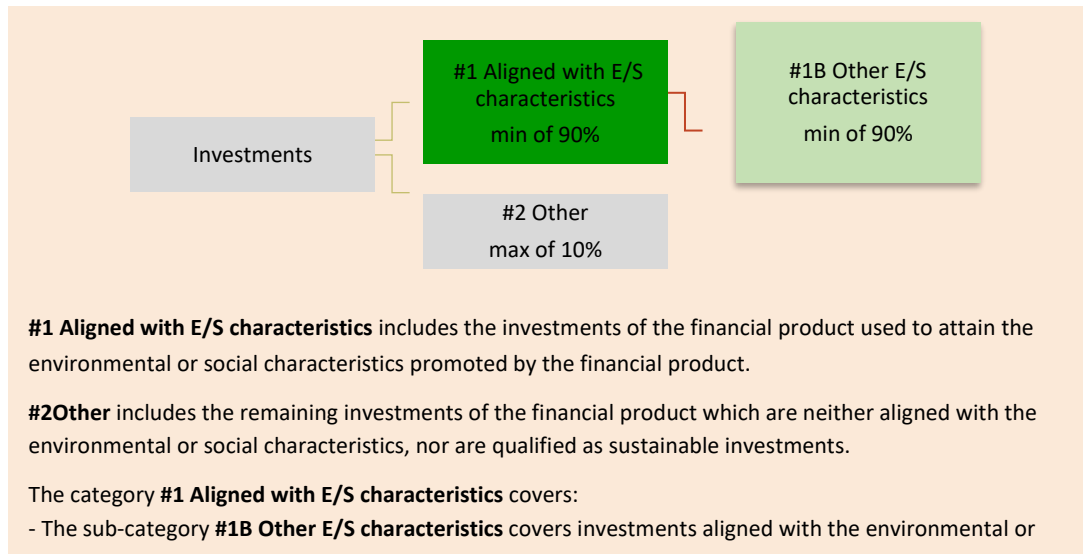 #1 Aligned with E/S
characteristics
min of 90%
#1B Other E/S
characteristics
min of 90%
Investments
#2 Other
max of 10%
#1 Aligned with E/S characteristics includes the investments of the financial product used to attain the
environmental or social characteristics promoted by the financial product.
#2Other includes the remaining investments of the financial product which are neither aligned with the
environmental or social characteristics, nor are qualified as sustainable investments.
The category #1 Aligned with E/S characteristics covers:
- The sub-category #1B Other E/S characteristics covers investments aligned with the environmental or